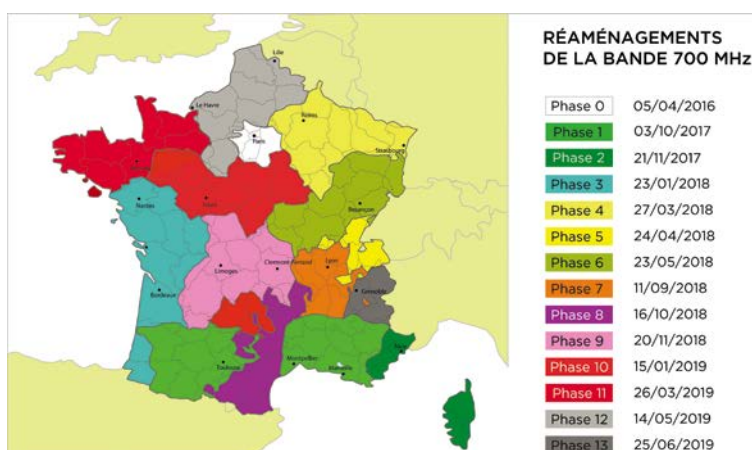 RÉAMÉNAGEMENTS
DE LA BANDE 700 MHz
Phase 0 05/04/2016
Phase 1 03/10/2017
Phase 2 21/11/2017
Phase 3 23/01/2018
Phase 4 27/03/2018
Phase 5 24/04/2018
Phase 6 23/05/2018
Phase 7 11/09/2018
Phase 8 16/10/2018
Phase 9 20/11/2018
Phase 10 15/01/2019
Phase 11 26/03/2019
Phase 12 14/05/2019
Phase 13 25/06/2019
Lille
Le Havre
Paris
Strasbourg
Nantes
Besançon
Limoges
Clermont-Ferrand
Lyon
Grenoble
Bordeaux
Toulouse
Montpellier
Marseille